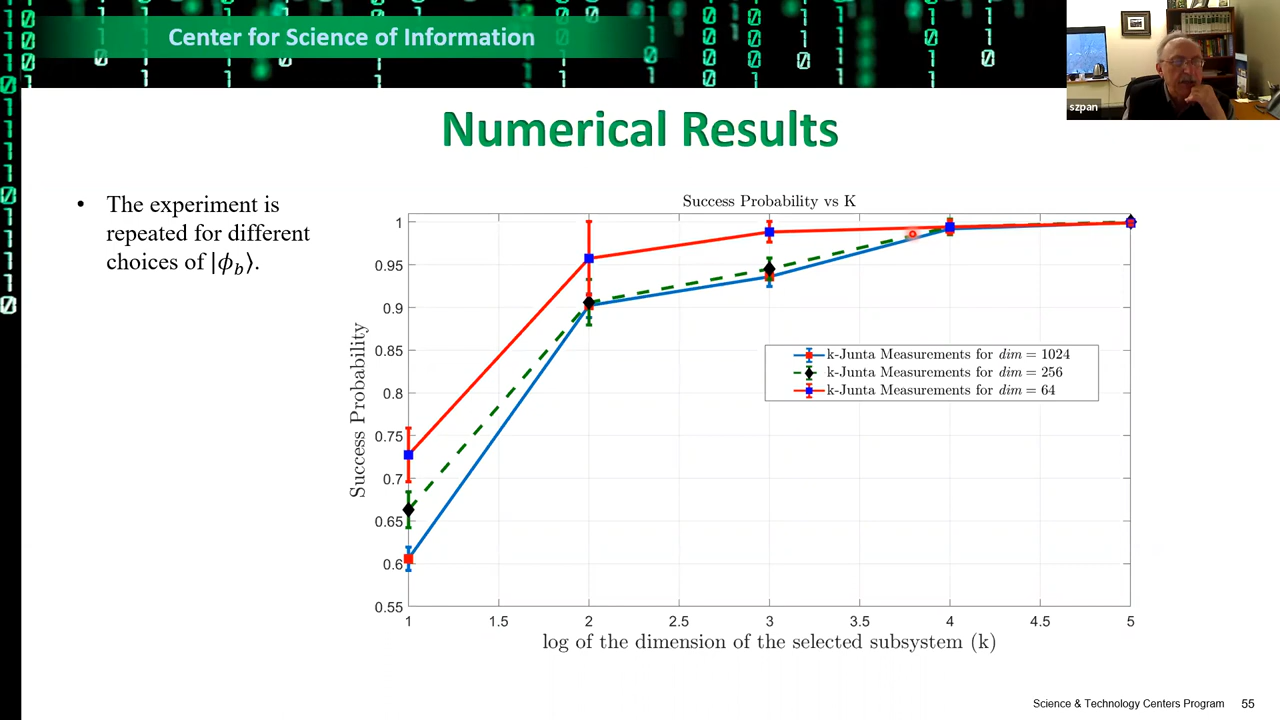 Center for Science of Information
szpan
Numerical Results
• The experiment is
repeated for different
choices of |ϕ_b⟩.
Success Probability vs K
Success Probability
1
0.95
0.9
0.85
0.8
0.75
0.7
0.65
0.6
0.55
k-Junta Measurements for dim = 1024
k-Junta Measurements for dim = 256
k-Junta Measurements for dim = 64
1 1.5 2 2.5 3 3.5 4 4.5 5
log of the dimension of the selected subsystem (k)
Science & Technology Centers Program 55